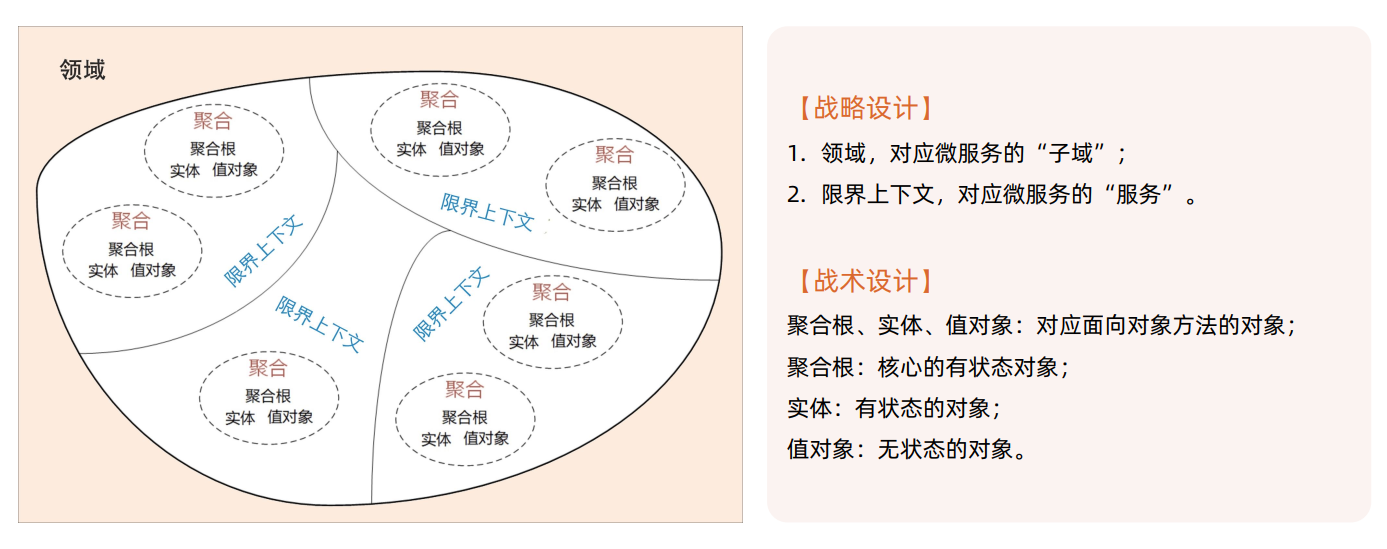 领域
聚合
聚合根
实体 值对象
聚合
聚合根
实体 值对象
限界上下文
聚合
聚合根
实体 值对象
聚合
聚合根
实体 值对象
限界上下文
限界上下文
聚合
聚合根
实体 值对象
限界上下文
聚合
聚合根
实体 值对象
聚合
聚合根
实体 值对象
【战略设计】
1. 领域，对应微服务的“子域”；
2. 限界上下文，对应微服务的“服务”。
【战术设计】
聚合根、实体、值对象：对应面向对象方法的对象；
聚合根：核心的有状态对象；
实体：有状态的对象；
值对象：无状态的对象。